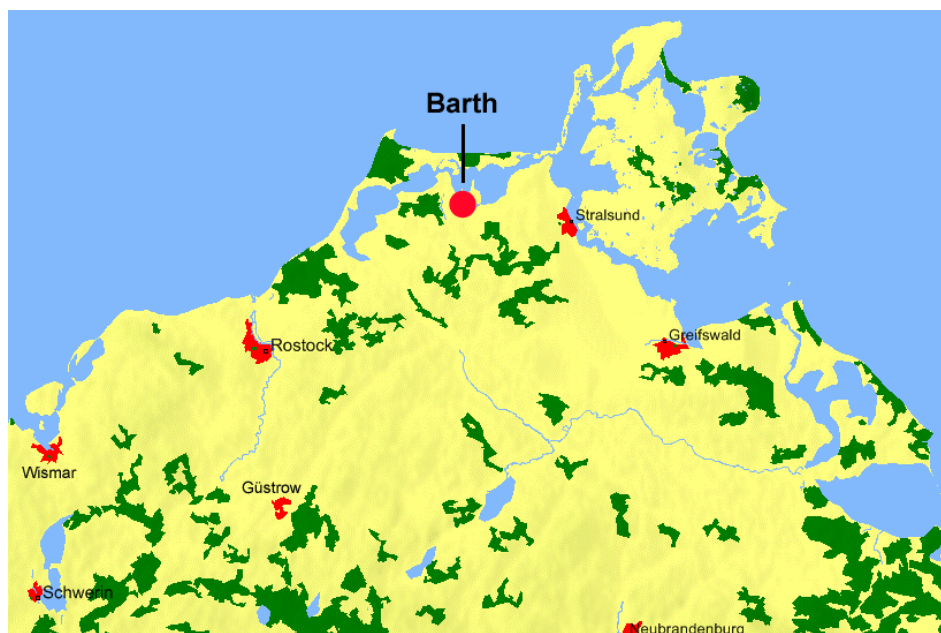 Barth
Stralsund
Rostock
Greifswald
Wismar
Güstrow
Schwerin
Neubrandenburg